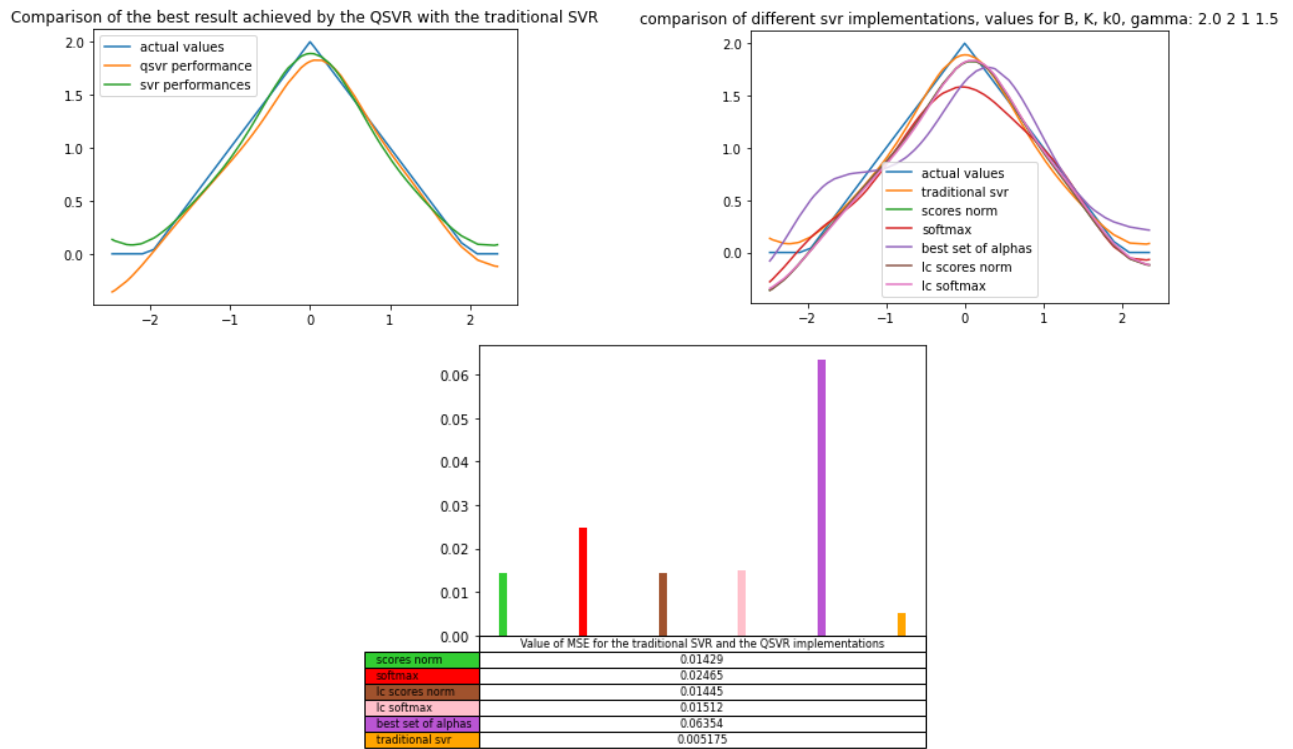 Comparison of the best result achieved by the QSVR with the traditional SVR
2.0
1.5
1.0
0.5
0.0
actual values
qsvr performance
svr performances
−2
−1
0
1
2
comparison of different svr implementations, values for B, K, k0, gamma: 2.0 2 1 1.5
2.0
1.5
1.0
0.5
0.0
actual values
traditional svr
scores norm
softmax
best set of alphas
lc scores norm
lc softmax
−2
−1
0
1
2
0.06
0.05
0.04
0.03
0.02
0.01
0.00
Value of MSE for the traditional SVR and the QSVR implementations
scores norm 0.01429
softmax 0.02465
lc scores norm 0.01445
lc softmax 0.01512
best set of alphas 0.06354
traditional svr 0.005175